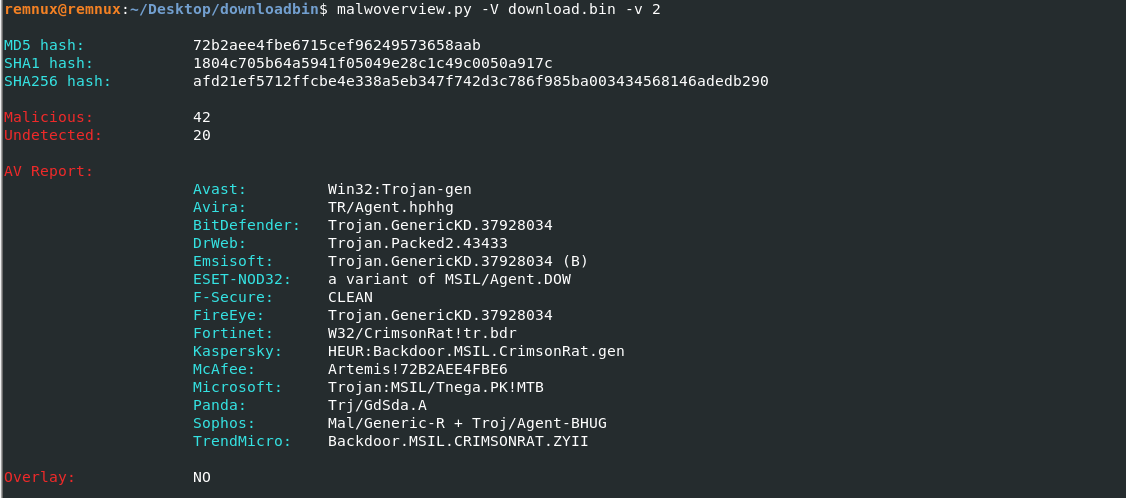 remnux@remnux:~/Desktop/downloadbin$ malwoverview.py -V download.bin -v 2
MD5 hash: 72b2aee4fbe6715cef96249573658aab
SHA1 hash: 1804c705b64a5941f05049e28c1c49c0050a917c
SHA256 hash: afd21ef5712ffcbe4e338a5eb347f742d3c786f985ba003434568146adedb290
Malicious: 42
Undetected: 20
AV Report:
Avast: Win32:Trojan-gen
Avira: TR/Agent.hphhg
BitDefender: Trojan.GenericKD.37928034
DrWeb: Trojan.Packed2.43433
Emsisoft: Trojan.GenericKD.37928034 (B)
ESET-NOD32: a variant of MSIL/Agent.DOW
F-Secure: CLEAN
FireEye: Trojan.GenericKD.37928034
Fortinet: W32/CrimsonRat!tr.bdr
Kaspersky: HEUR:Backdoor.MSIL.CrimsonRat.gen
McAfee: Artemis!72B2AEE4FBE6
Microsoft: Trojan:MSIL/Tnega.PK!MTB
Panda: Trj/GdSda.A
Sophos: Mal/Generic-R + Troj/Agent-BHUG
TrendMicro: Backdoor.MSIL.CRIMSONRAT.ZYII
Overlay: NO